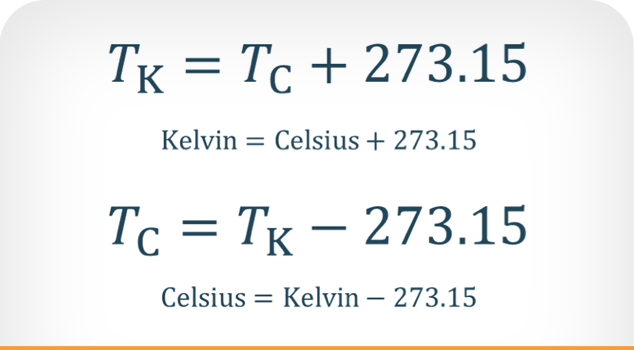 T_K = T_C + 273.15
Kelvin = Celsius + 273.15
T_C = T_K − 273.15
Celsius = Kelvin − 273.15